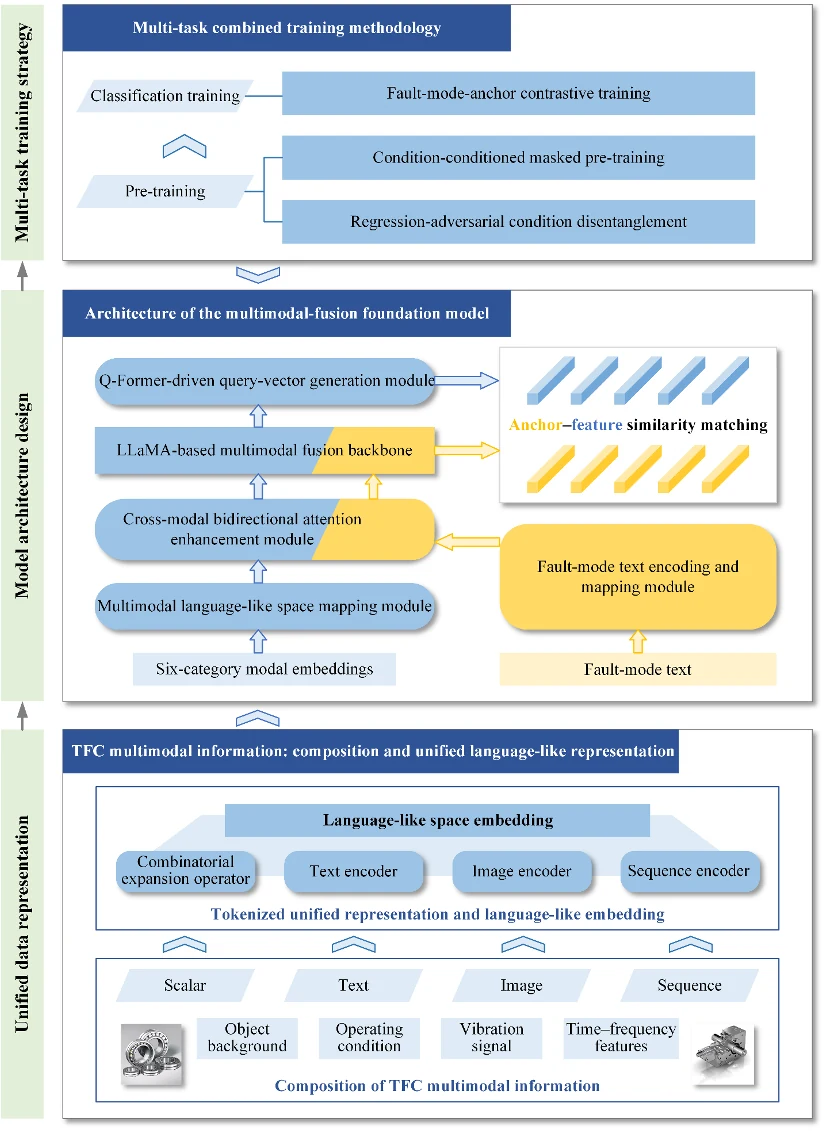 Multi-task training strategy
Multi-task combined training methodology
Classification training
Fault-mode-anchor contrastive training
Pre-training
Condition-conditioned masked pre-training
Regression-adversarial condition disentanglement
Model architecture design
Architecture of the multimodal-fusion foundation model
Q-Former-driven query-vector generation module
LLaMA-based multimodal fusion backbone
Anchor–feature similarity matching
Cross-modal bidirectional attention
enhancement module
Fault-mode text encoding and
mapping module
Multimodal language-like space mapping module
Six-category modal embeddings
Fault-mode text
Unified data representation
TFC multimodal information: composition and unified language-like representation
Language-like space embedding
Combinatorial
expansion operator
Text encoder
Image encoder
Sequence encoder
Tokenized unified representation and language-like embedding
Scalar
Text
Image
Sequence
Object
background
Operating
condition
Vibration
signal
Time–frequency
features
Composition of TFC multimodal information